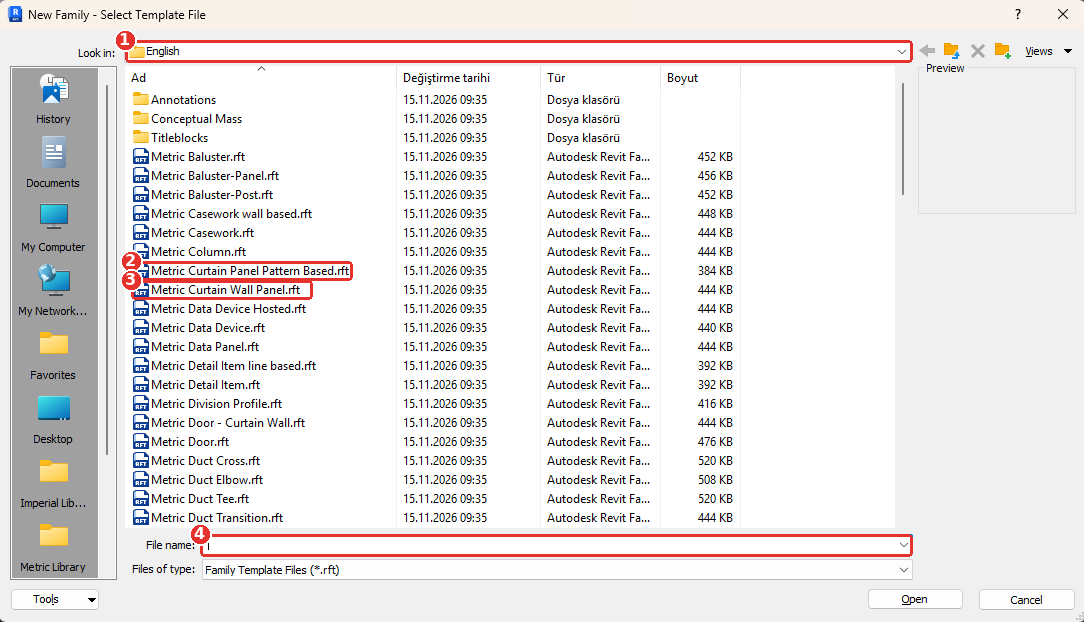 New Family - Select Template File
?
Look in:
1
English
Views
Preview
History
Documents
My Computer
My Network...
Favorites
Desktop
Imperial Lib...
Metric Library
Ad Değiştirme tarihi Tür Boyut
Annotations 15.11.2026 09:35 Dosya klasörü
Conceptual Mass 15.11.2026 09:35 Dosya klasörü
Titleblocks 15.11.2026 09:35 Dosya klasörü
Metric Baluster.rft 15.11.2026 09:35 Autodesk Revit Fa... 452 KB
Metric Baluster-Panel.rft 15.11.2026 09:35 Autodesk Revit Fa... 456 KB
Metric Baluster-Post.rft 15.11.2026 09:35 Autodesk Revit Fa... 452 KB
Metric Casework wall based.rft 15.11.2026 09:35 Autodesk Revit Fa... 448 KB
Metric Casework.rft 15.11.2026 09:35 Autodesk Revit Fa... 444 KB
Metric Column.rft 15.11.2026 09:35 Autodesk Revit Fa... 444 KB
2 Metric Curtain Panel Pattern Based.rft 15.11.2026 09:35 Autodesk Revit Fa... 384 KB
3 Metric Curtain Wall Panel.rft 15.11.2026 09:35 Autodesk Revit Fa... 444 KB
Metric Data Device Hosted.rft 15.11.2026 09:35 Autodesk Revit Fa... 444 KB
Metric Data Device.rft 15.11.2026 09:35 Autodesk Revit Fa... 440 KB
Metric Data Panel.rft 15.11.2026 09:35 Autodesk Revit Fa... 444 KB
Metric Detail Item line based.rft 15.11.2026 09:35 Autodesk Revit Fa... 392 KB
Metric Detail Item.rft 15.11.2026 09:35 Autodesk Revit Fa... 392 KB
Metric Division Profile.rft 15.11.2026 09:35 Autodesk Revit Fa... 416 KB
Metric Door - Curtain Wall.rft 15.11.2026 09:35 Autodesk Revit Fa... 444 KB
Metric Door.rft 15.11.2026 09:35 Autodesk Revit Fa... 476 KB
Metric Duct Cross.rft 15.11.2026 09:35 Autodesk Revit Fa... 520 KB
Metric Duct Elbow.rft 15.11.2026 09:35 Autodesk Revit Fa... 508 KB
Metric Duct Tee.rft 15.11.2026 09:35 Autodesk Revit Fa... 520 KB
Metric Duct Transition.rft 15.11.2026 09:35 Autodesk Revit Fa... 444 KB
File name: 4
Files of type: Family Template Files (*.rft)
Tools
Open
Cancel